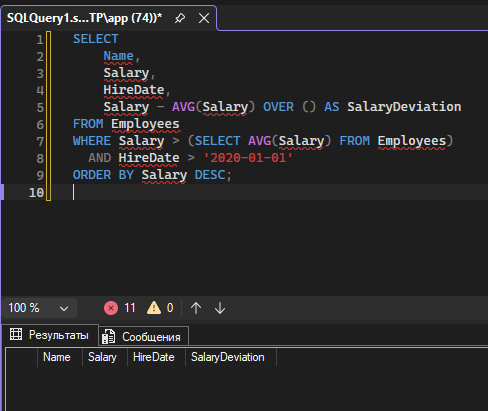 SQLQuery1.s...TP\app (74))*
1 SELECT
2 Name,
3 Salary,
4 HireDate,
5 Salary - AVG(Salary) OVER () AS SalaryDeviation
6 FROM Employees
7 WHERE Salary > (SELECT AVG(Salary) FROM Employees)
8 AND HireDate > '2020-01-01'
9 ORDER BY Salary DESC;
10
100 % 11 0
Результаты Сообщения
Name Salary HireDate SalaryDeviation